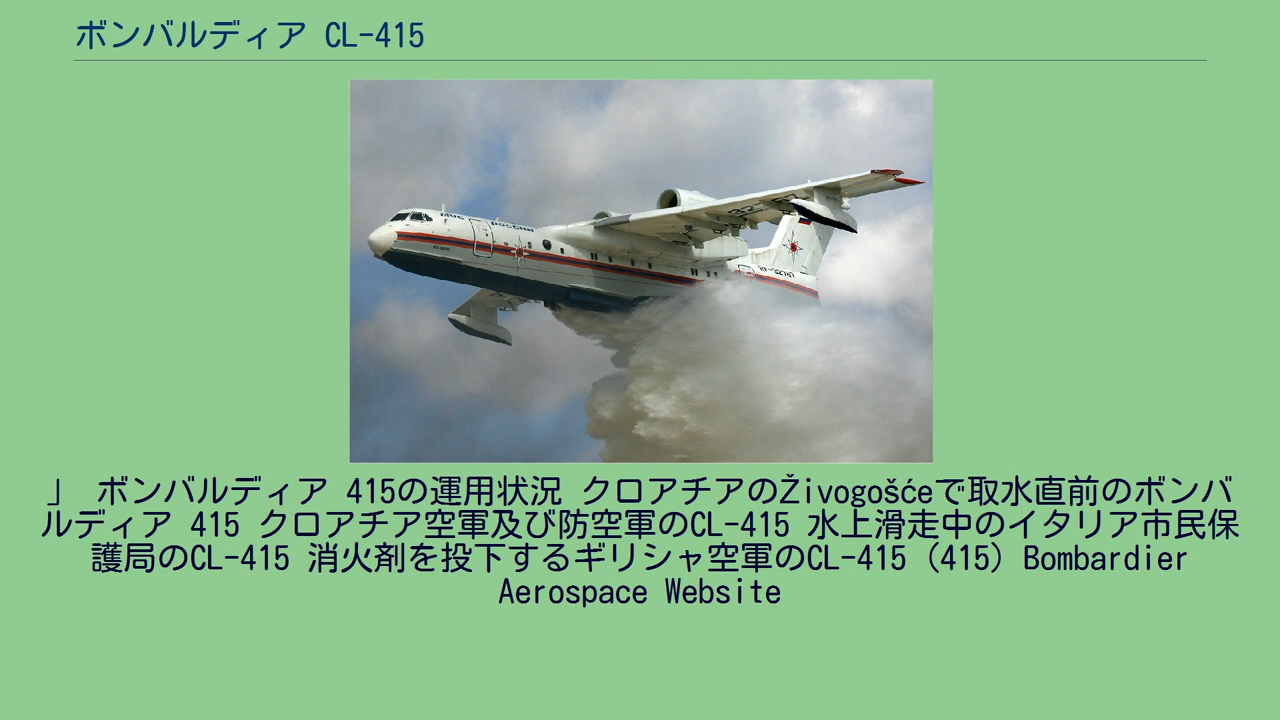 ボンバルディア CL-415
МЧС РОССИИ
」 ボンバルディア 415の運用状況 クロアチアのŽivogošćeで取水直前のボンバ
ルディア 415 クロアチア空軍及び防空軍のCL-415 水上滑走中のイタリア市民保
護局のCL-415 消火剤を投下するギリシャ空軍のCL-415（415）Bombardier
Aerospace Website